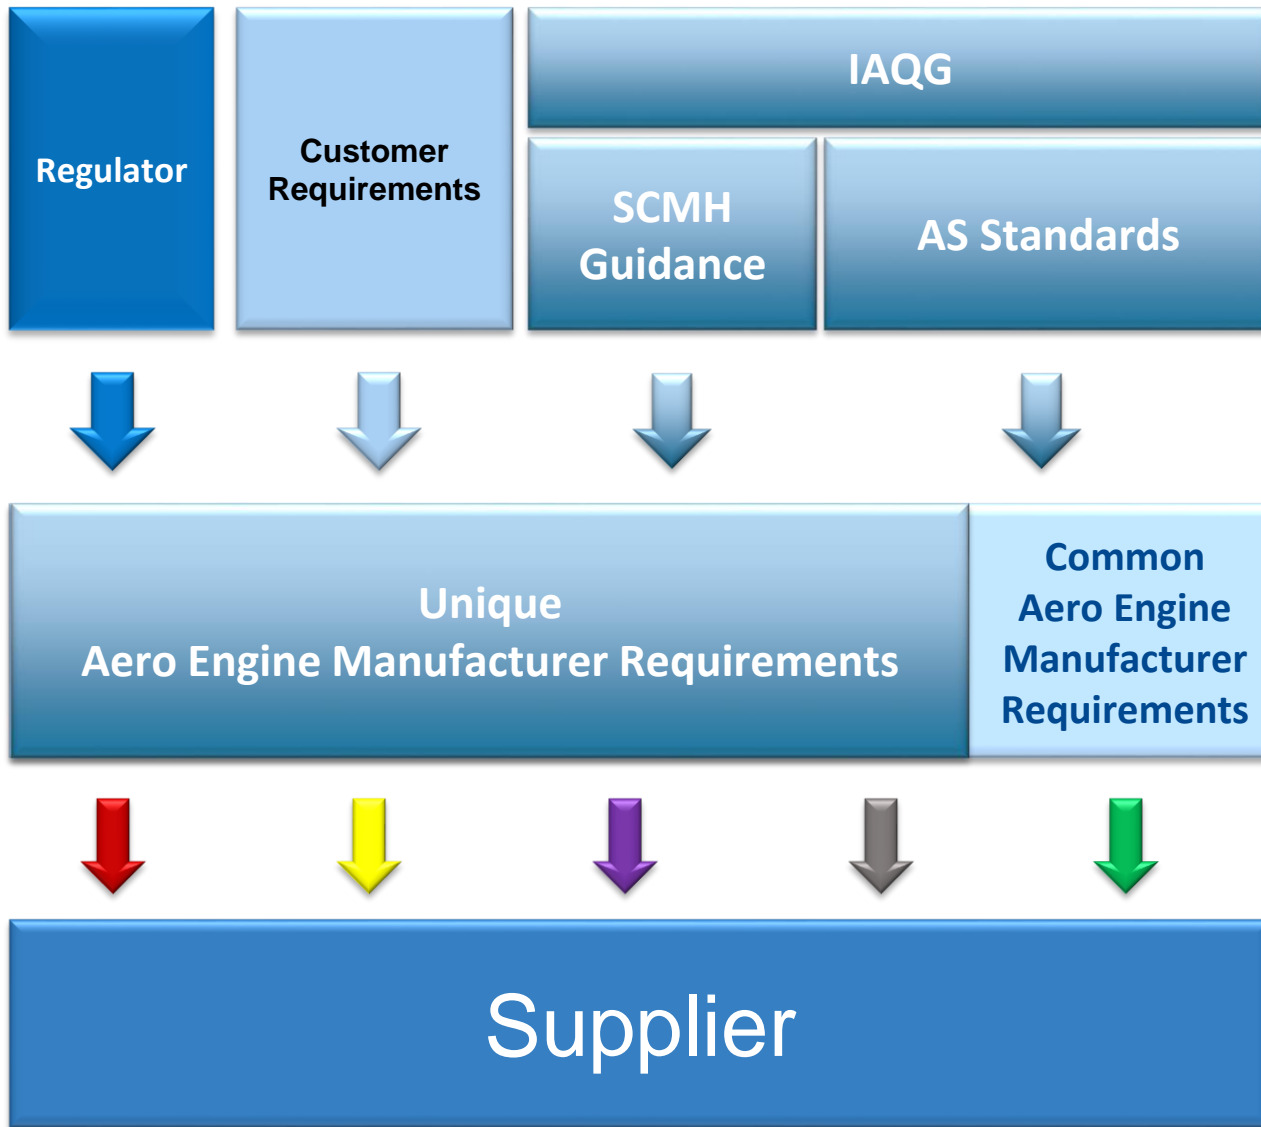 Regulator
Customer
Requirements
IAQG
SCMH
Guidance
AS Standards
Unique
Aero Engine Manufacturer Requirements
Common
Aero Engine
Manufacturer
Requirements
Supplier